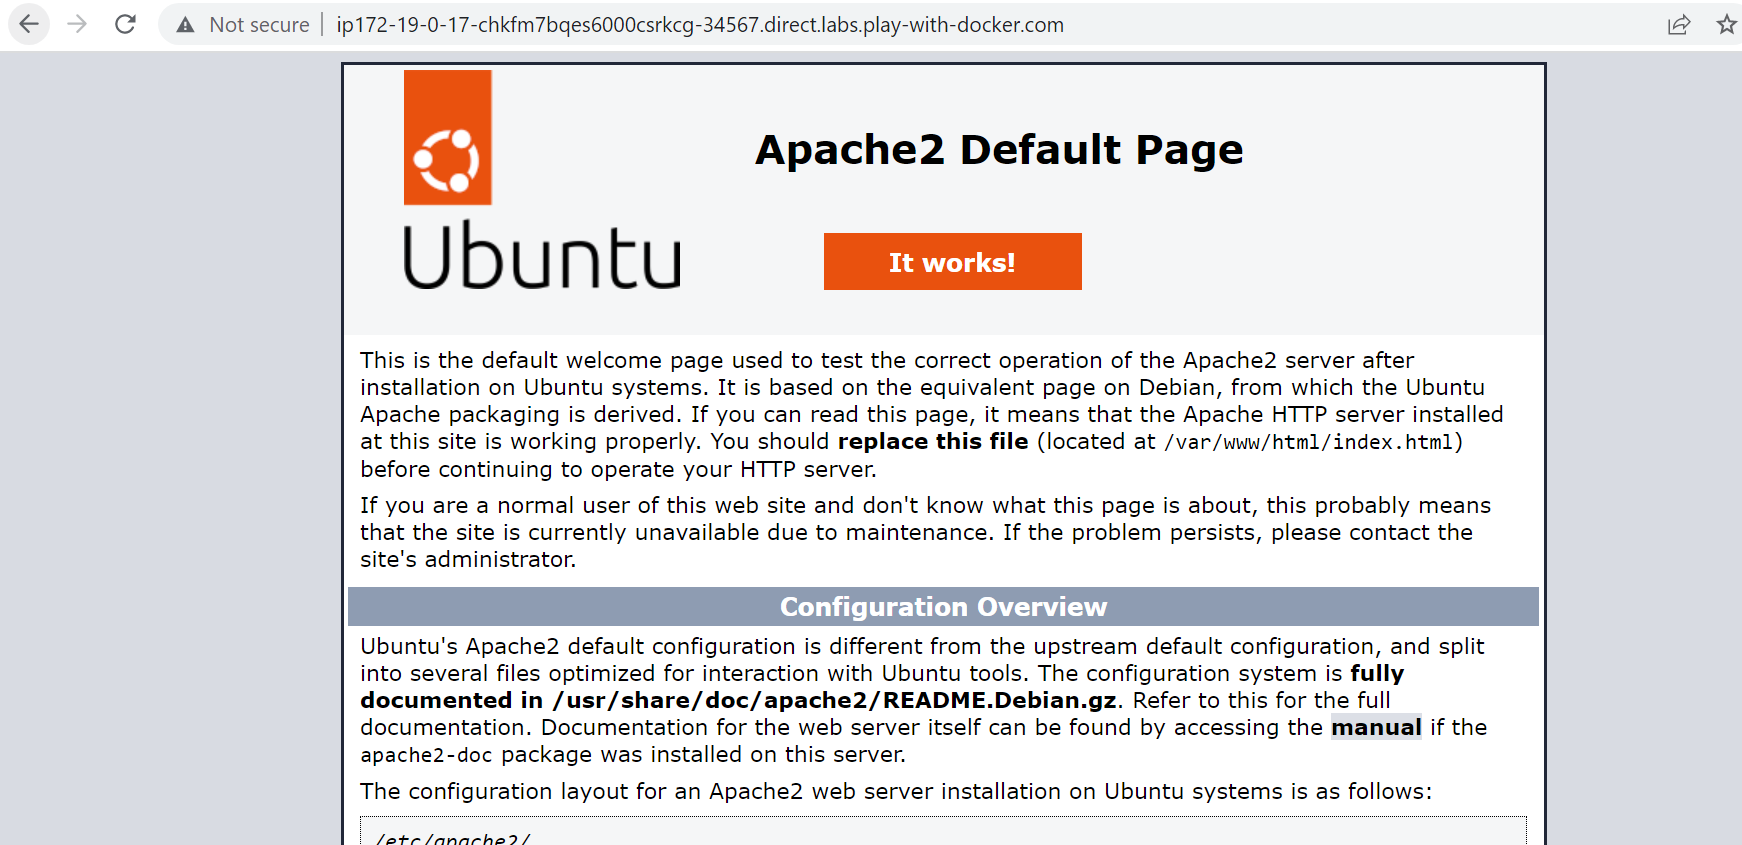 Not secure | ip172-19-0-17-chkfm7bqes6000csrkcg-34567.direct.labs.play-with-docker.com
Ubuntu
Apache2 Default Page
It works!
This is the default welcome page used to test the correct operation of the Apache2 server after
installation on Ubuntu systems. It is based on the equivalent page on Debian, from which the Ubuntu
Apache packaging is derived. If you can read this page, it means that the Apache HTTP server installed
at this site is working properly. You should replace this file (located at /var/www/html/index.html)
before continuing to operate your HTTP server.
If you are a normal user of this web site and don't know what this page is about, this probably means
that the site is currently unavailable due to maintenance. If the problem persists, please contact the
site's administrator.
Configuration Overview
Ubuntu's Apache2 default configuration is different from the upstream default configuration, and split
into several files optimized for interaction with Ubuntu tools. The configuration system is fully
documented in /usr/share/doc/apache2/README.Debian.gz. Refer to this for the full
documentation. Documentation for the web server itself can be found by accessing the manual if the
apache2-doc package was installed on this server.
The configuration layout for an Apache2 web server installation on Ubuntu systems is as follows:
/etc/apache2/